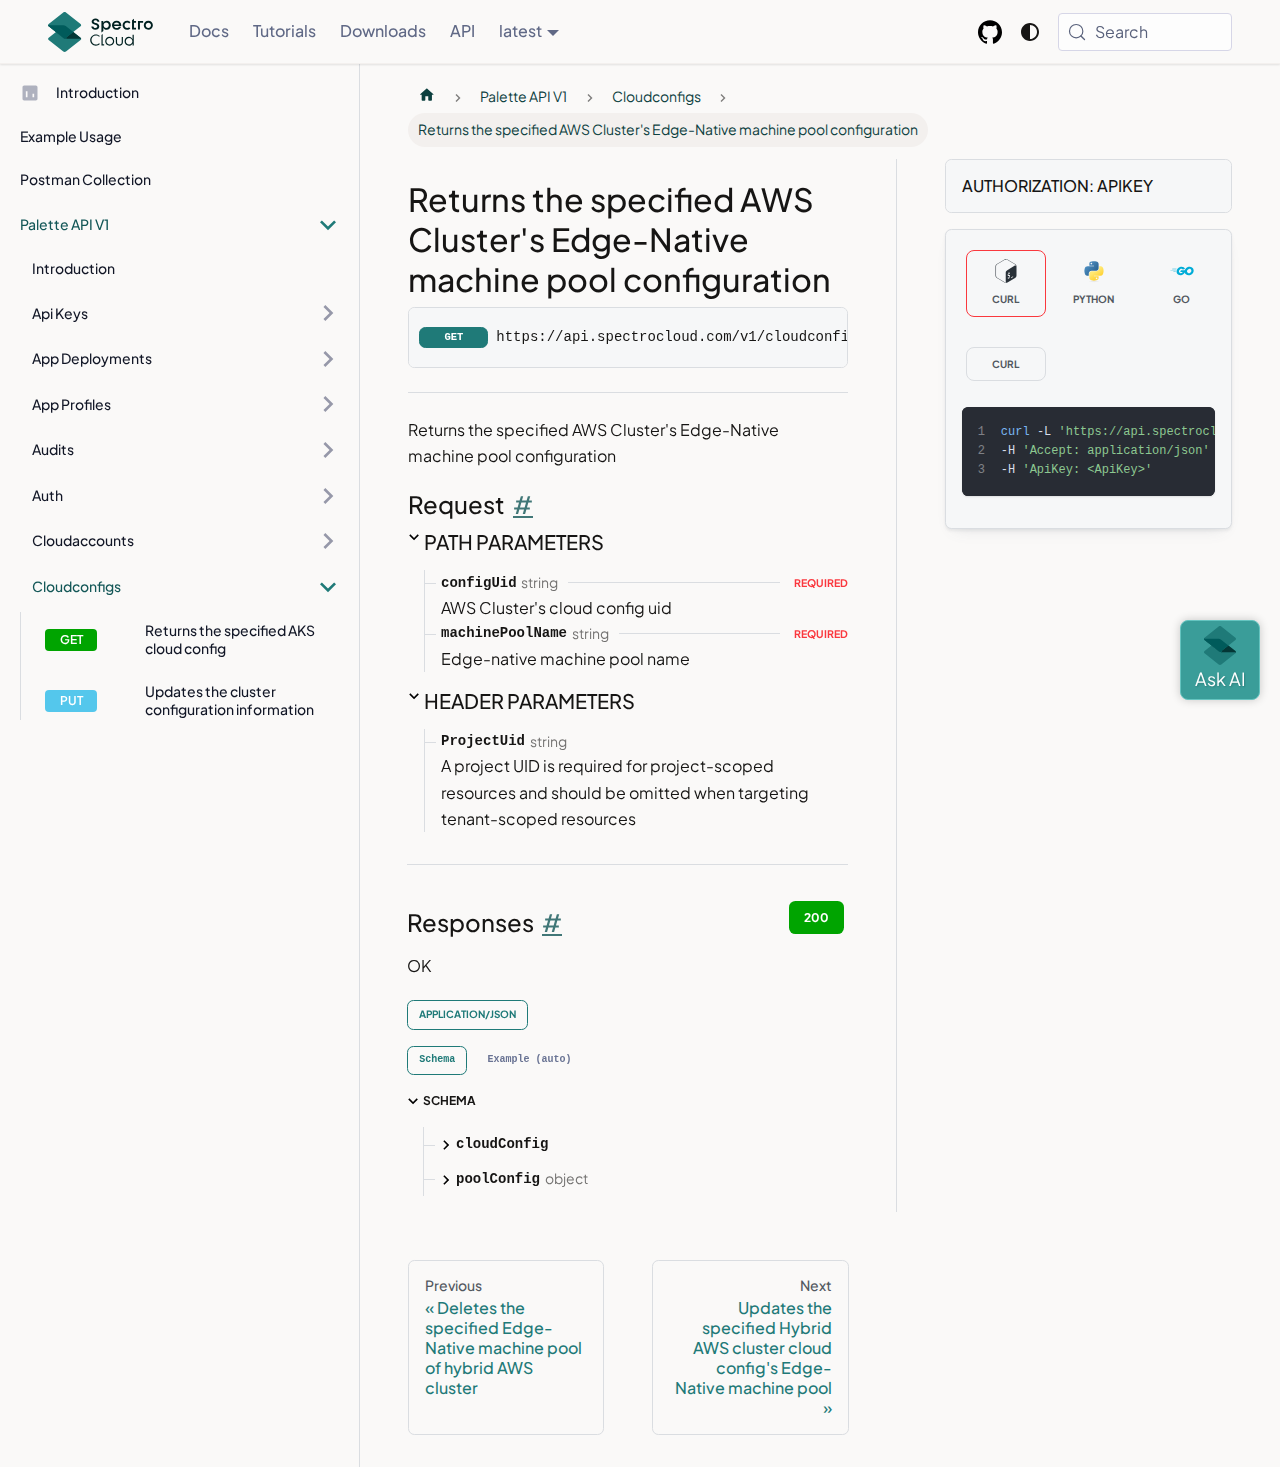 Spectro
Cloud
Docs
Tutorials
Downloads
API
latest
Search
Introduction
Example Usage
Postman Collection
Palette API V1
Introduction
Api Keys
App Deployments
App Profiles
Audits
Auth
Cloudaccounts
Cloudconfigs
GET
Returns the specified AKS
cloud config
PUT
Updates the cluster
configuration information
Palette API V1
Cloudconfigs
Returns the specified AWS Cluster's Edge-Native machine pool configuration
Returns the specified AWS
Cluster's Edge-Native
machine pool configuration
GET https://api.spectrocloud.com/v1/cloudconfi
Returns the specified AWS Cluster's Edge-Native
machine pool configuration
Request #
PATH PARAMETERS
configUid string REQUIRED
AWS Cluster's cloud config uid
machinePoolName string REQUIRED
Edge-native machine pool name
HEADER PARAMETERS
ProjectUid string
A project UID is required for project-scoped
resources and should be omitted when targeting
tenant-scoped resources
Responses #
200
OK
APPLICATION/JSON
Schema
Example (auto)
SCHEMA
cloudConfig
poolConfig object
Previous
« Deletes the
specified Edge-
Native machine pool
of hybrid AWS
cluster
Next
Updates the
specified Hybrid
AWS cluster cloud
config's Edge-
Native machine pool
»
AUTHORIZATION: APIKEY
CURL
PYTHON
GO
CURL
1 curl -L 'https://api.spectrocl
2 -H 'Accept: application/json'
3 -H 'ApiKey: <ApiKey>'
Ask AI